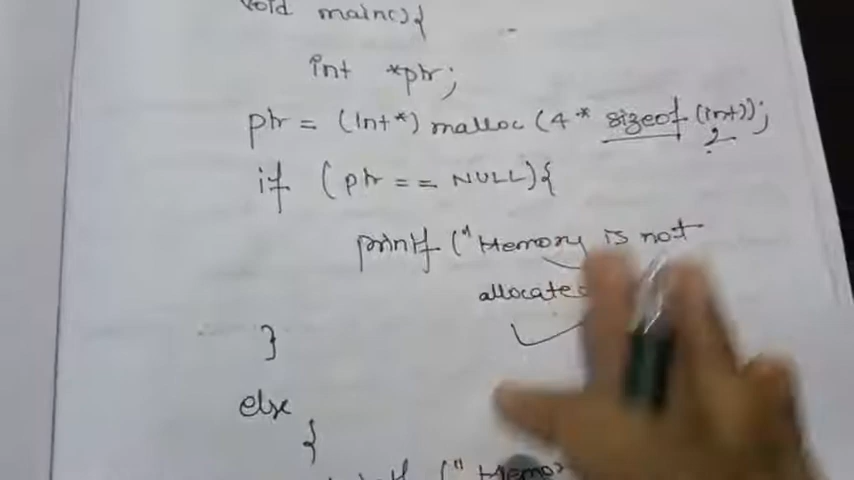 void main(){
int *ptr;
ptr = (int*) malloc (4* sizeof (int));
2
if (ptr == NULL){
printf ("Memory is not
allocated
}
else
{
("Memo